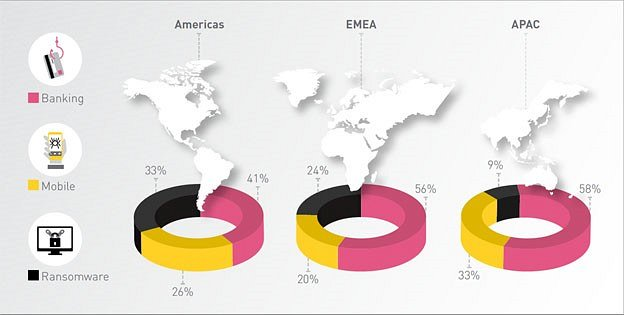 Americas
EMEA
APAC
Banking
Mobile
Ransomware
33%
41%
26%
24%
56%
20%
9%
58%
33%